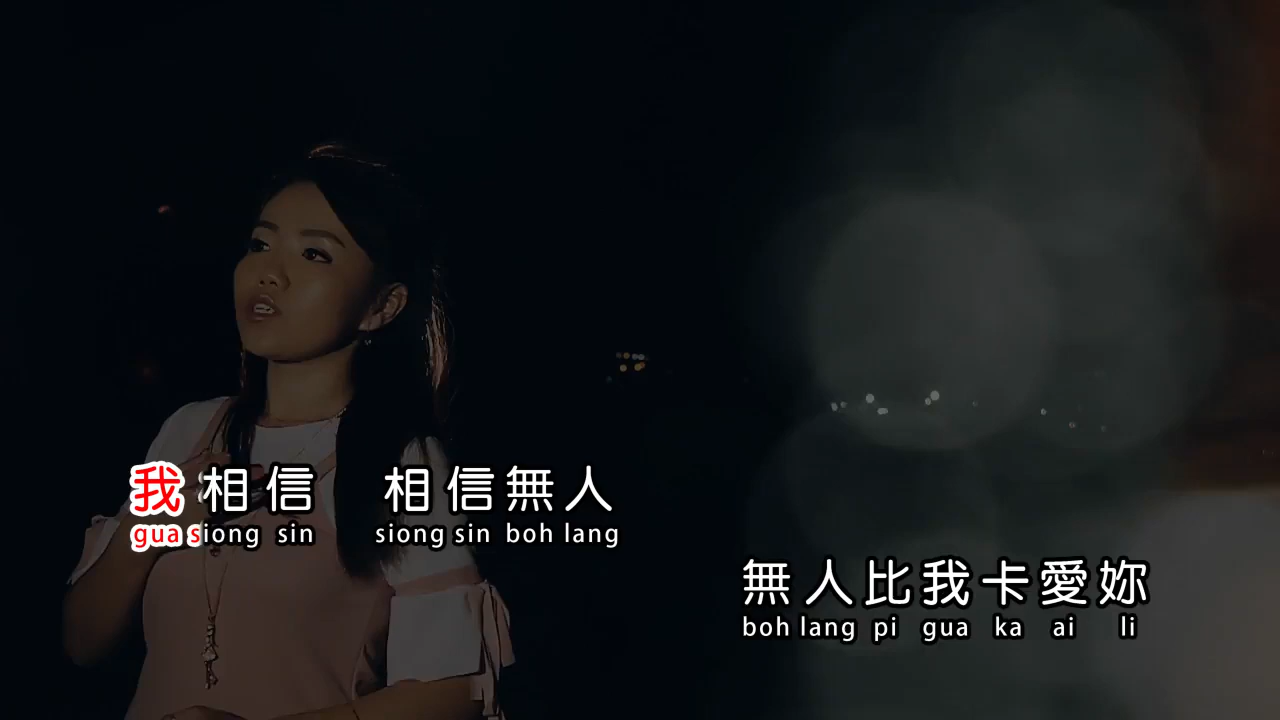 我相信 相信無人
gua siong sin siong sin boh lang
無人比我卡愛妳
boh lang pi gua ka ai li